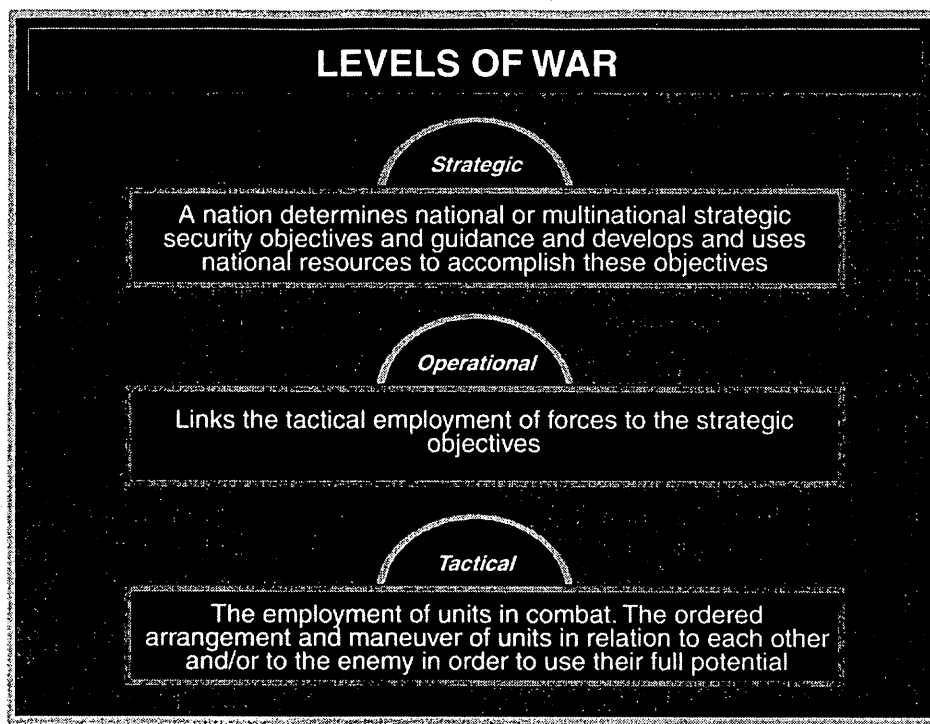 LEVELS OF WAR
Strategic
A nation determines national or multinational strategic
security objectives and guidance and develops and uses
national resources to accomplish these objectives
Operational
Links the tactical employment of forces to the strategic
objectives
Tactical
The employment of units in combat. The ordered
arrangement and maneuver of units in relation to each other
and/or to the enemy in order to use their full potential